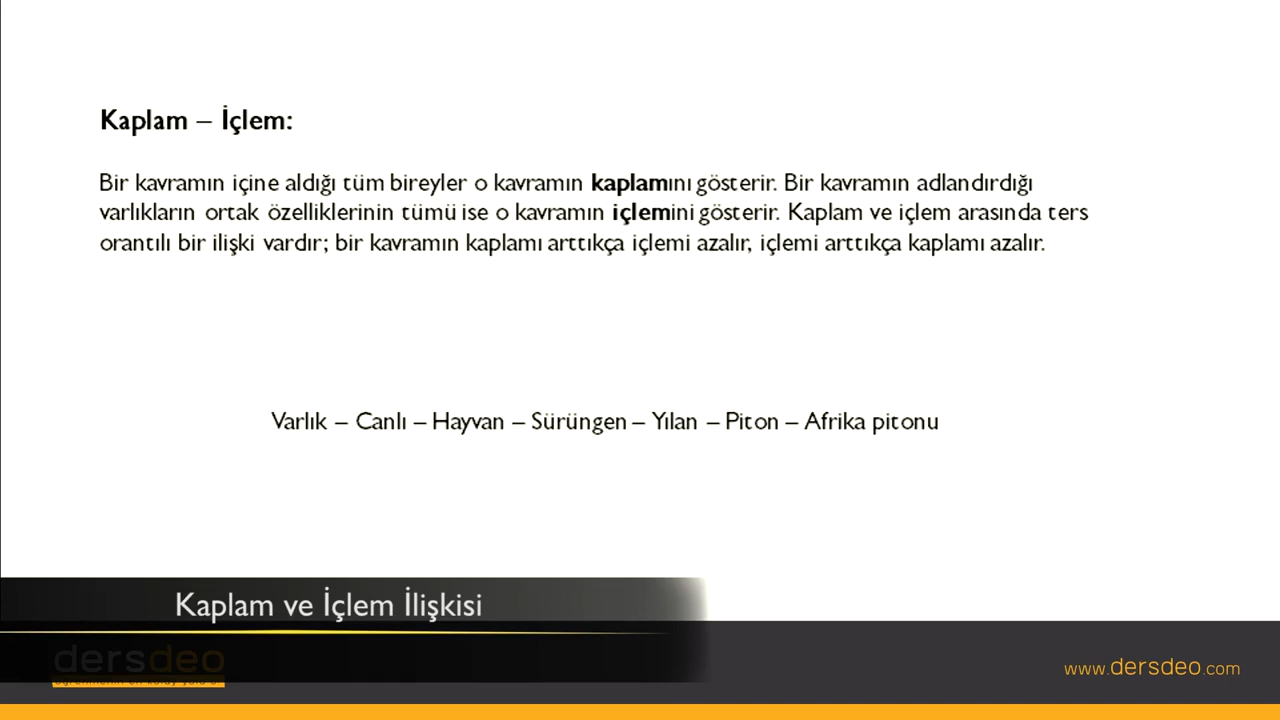 Kaplam – İçlem:
Bir kavramın içine aldığı tüm bireyler o kavramın kaplamını gösterir. Bir kavramın adlandırdığı
varlıkların ortak özelliklerinin tümü ise o kavramın içlemini gösterir. Kaplam ve içlem arasında ters
orantılı bir ilişki vardır; bir kavramın kaplamı arttıkça içlemi azalır, içlemi arttıkça kaplamı azalır.
Varlık – Canlı – Hayvan – Sürüngen – Yılan – Piton – Afrika pitonu
Kaplam ve İçlem İlişkisi
dersdeo
www.dersdeo.com